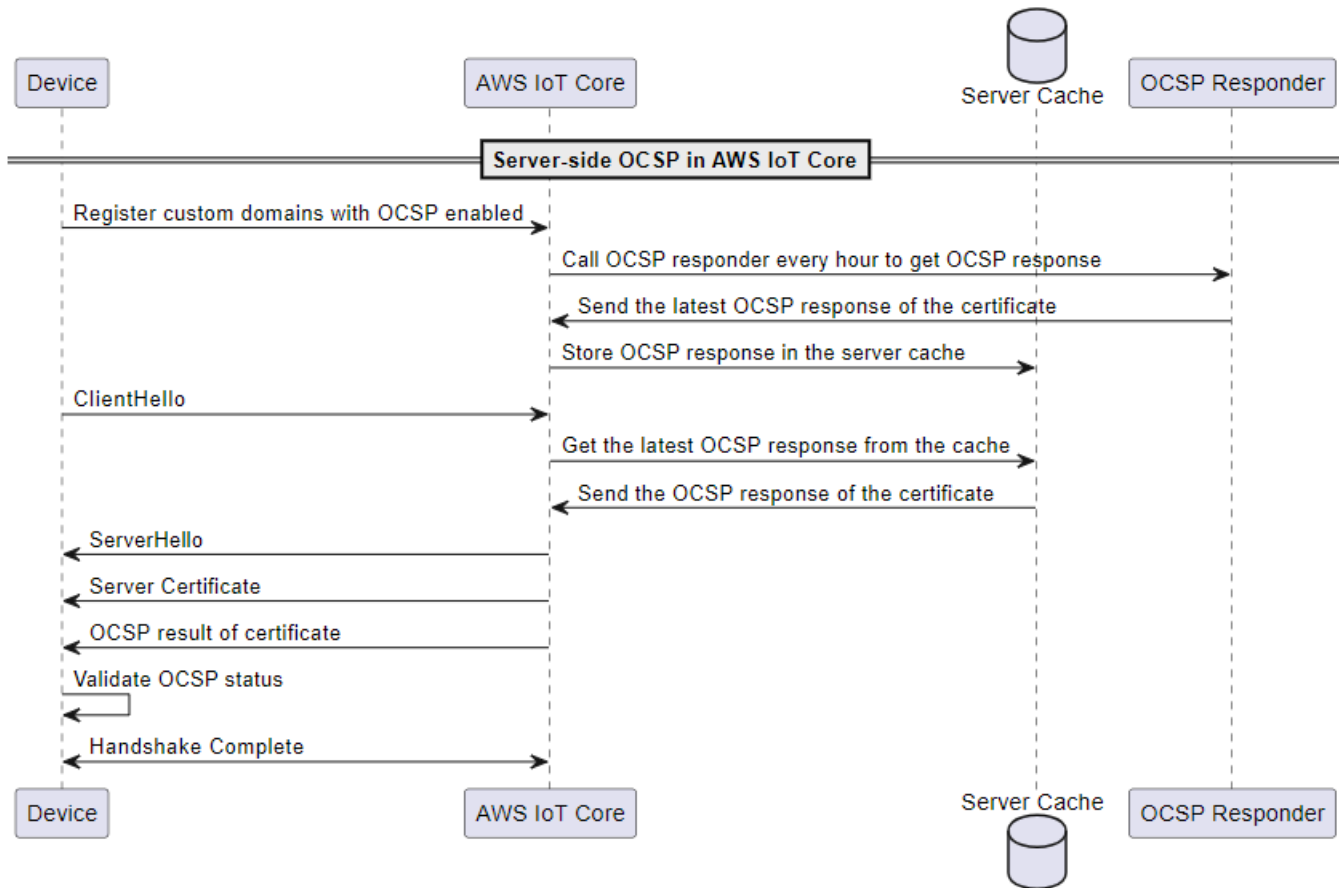 Device
AWS IoT Core
Server Cache
OCSP Responder
Server-side OCSP in AWS IoT Core
Register custom domains with OCSP enabled
Call OCSP responder every hour to get OCSP response
Send the latest OCSP response of the certificate
Store OCSP response in the server cache
ClientHello
Get the latest OCSP response from the cache
Send the OCSP response of the certificate
ServerHello
Server Certificate
OCSP result of certificate
Validate OCSP status
Handshake Complete
Device
AWS IoT Core
Server Cache
OCSP Responder